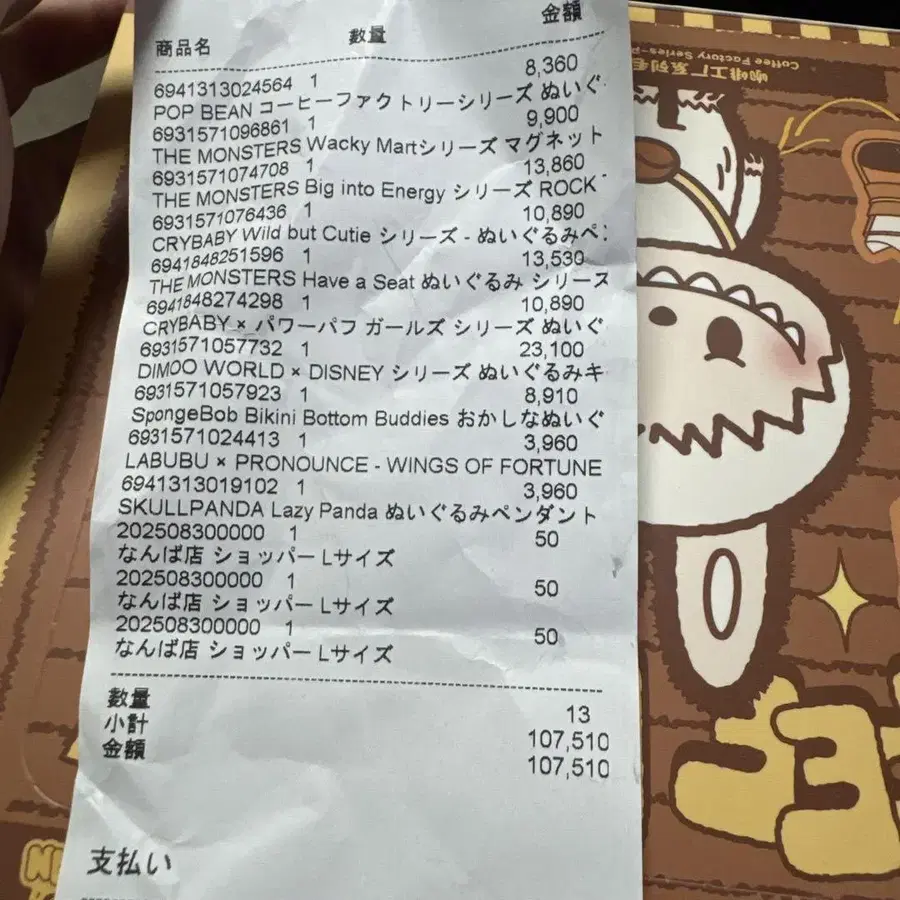 商品名 数量 金額
6941313024564 1 8,360
POP BEAN コーヒーファクトリーシリーズ ぬいぐ
6931571096861 1 9,900
THE MONSTERS Wacky Martシリーズ マグネット
6931571074708 1 13,860
THE MONSTERS Big into Energy シリーズ ROCK
6931571076436 1 10,890
CRYBABY Wild but Cutie シリーズ - ぬいぐるみペ
6941848251596 1 13,530
THE MONSTERS Have a Seat ぬいぐるみ シリーズ
6941848274298 1 10,890
CRYBABY × パワーパフ ガールズ シリーズ ぬいぐ
6931571057732 1 23,100
DIMOO WORLD × DISNEY シリーズ ぬいぐるみキ
6931571057923 1 8,910
SpongeBob Bikini Bottom Buddies おかしなぬいぐ
6931571024413 1 3,960
LABUBU × PRONOUNCE - WINGS OF FORTUNE
6941313019102 1 3,960
SKULLPANDA Lazy Panda ぬいぐるみペンダント
202508300000 1 50
なんば店 ショッパー Lサイズ
202508300000 1 50
なんば店 ショッパー Lサイズ
202508300000 1 50
なんば店 ショッパー Lサイズ
数量 13
小計 107,510
金額 107,510
支払い
咖啡工厂系列毛
Coffee Factory Series-P